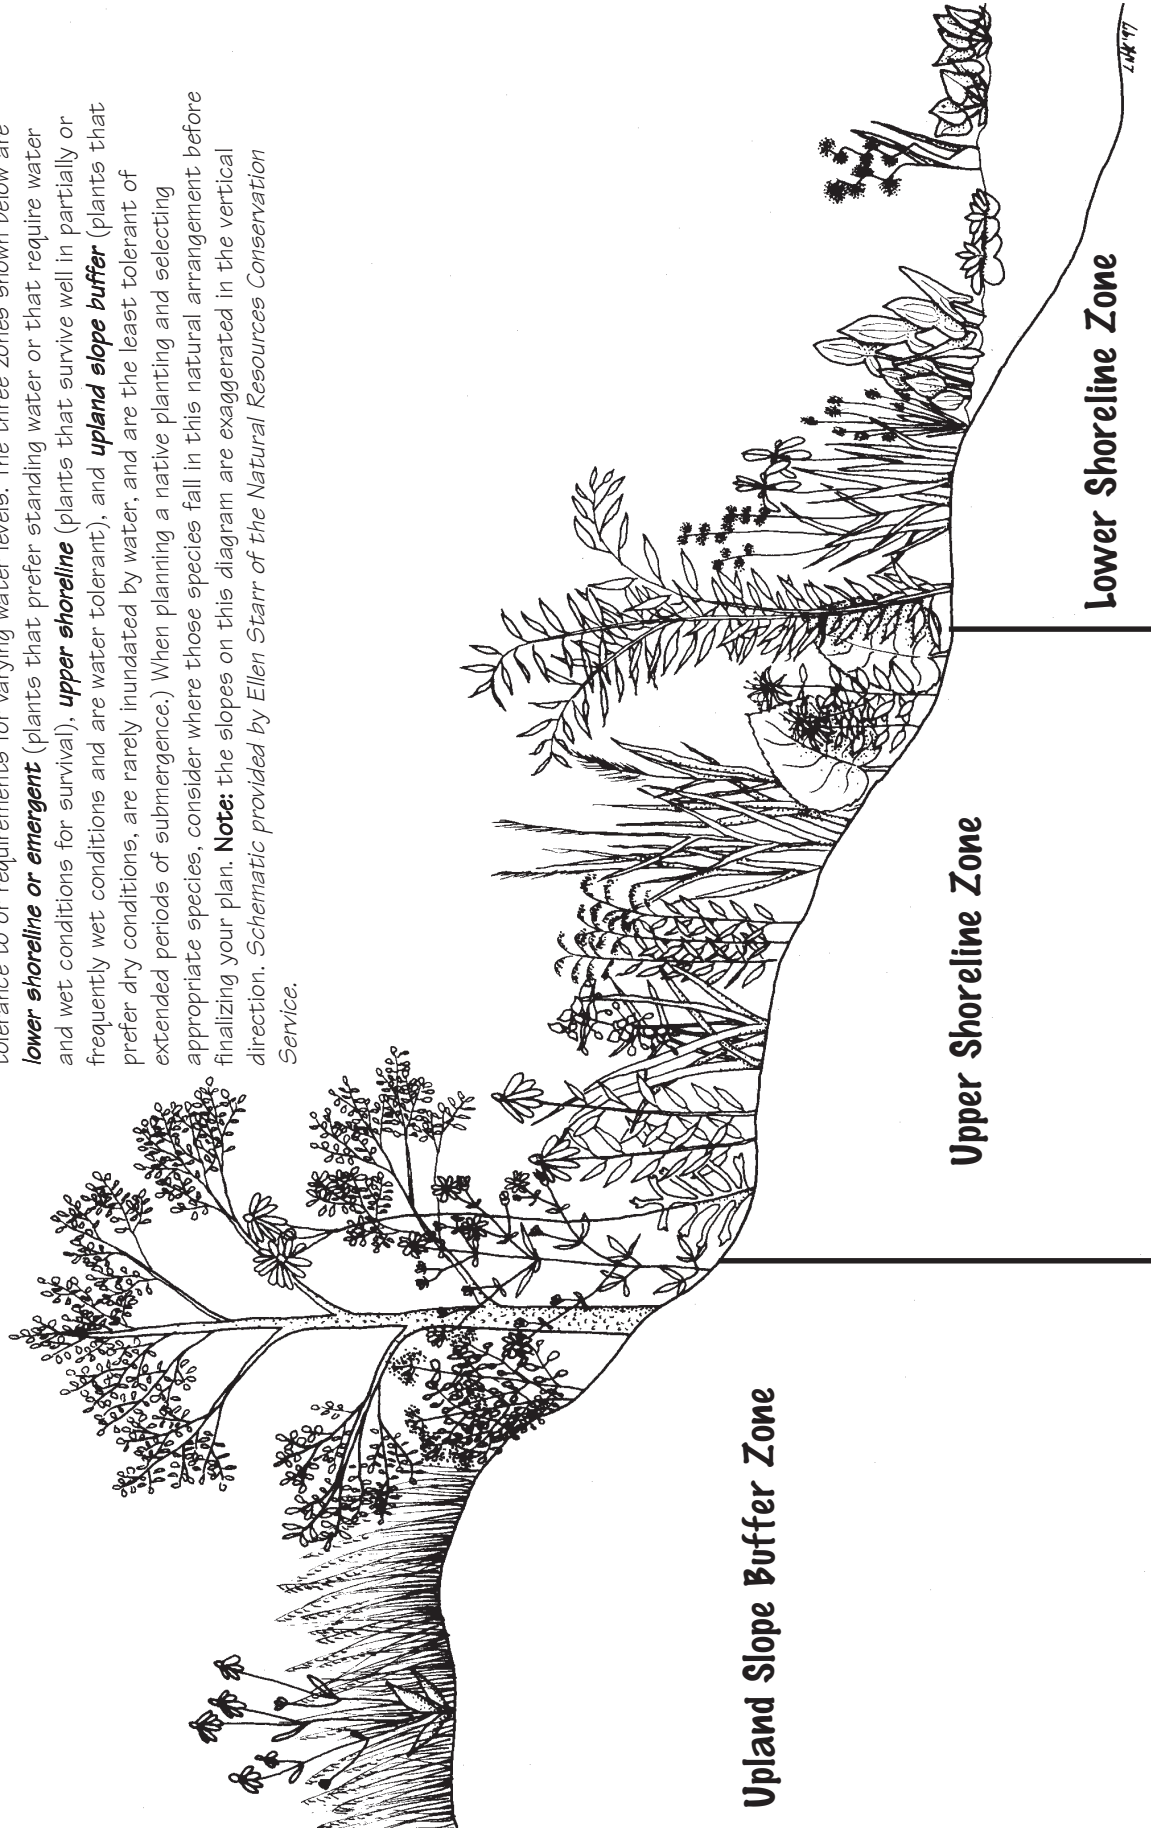 tolerance to or requirements for varying water levels. The three zones shown below are
lower shoreline or emergent (plants that prefer standing water or that require water
and wet conditions for survival), upper shoreline (plants that survive well in partially or
frequently wet conditions and are water tolerant), and upland slope buffer (plants that
prefer dry conditions, are rarely inundated by water, and are the least tolerant of
extended periods of submergence.) When planning a native planting and selecting
appropriate species, consider where those species fall in this natural arrangement before
finalizing your plan. Note: the slopes on this diagram are exaggerated in the vertical
direction. Schematic provided by Ellen Starr of the Natural Resources Conservation
Service.
Upland Slope Buffer Zone
Upper Shoreline Zone
Lower Shoreline Zone